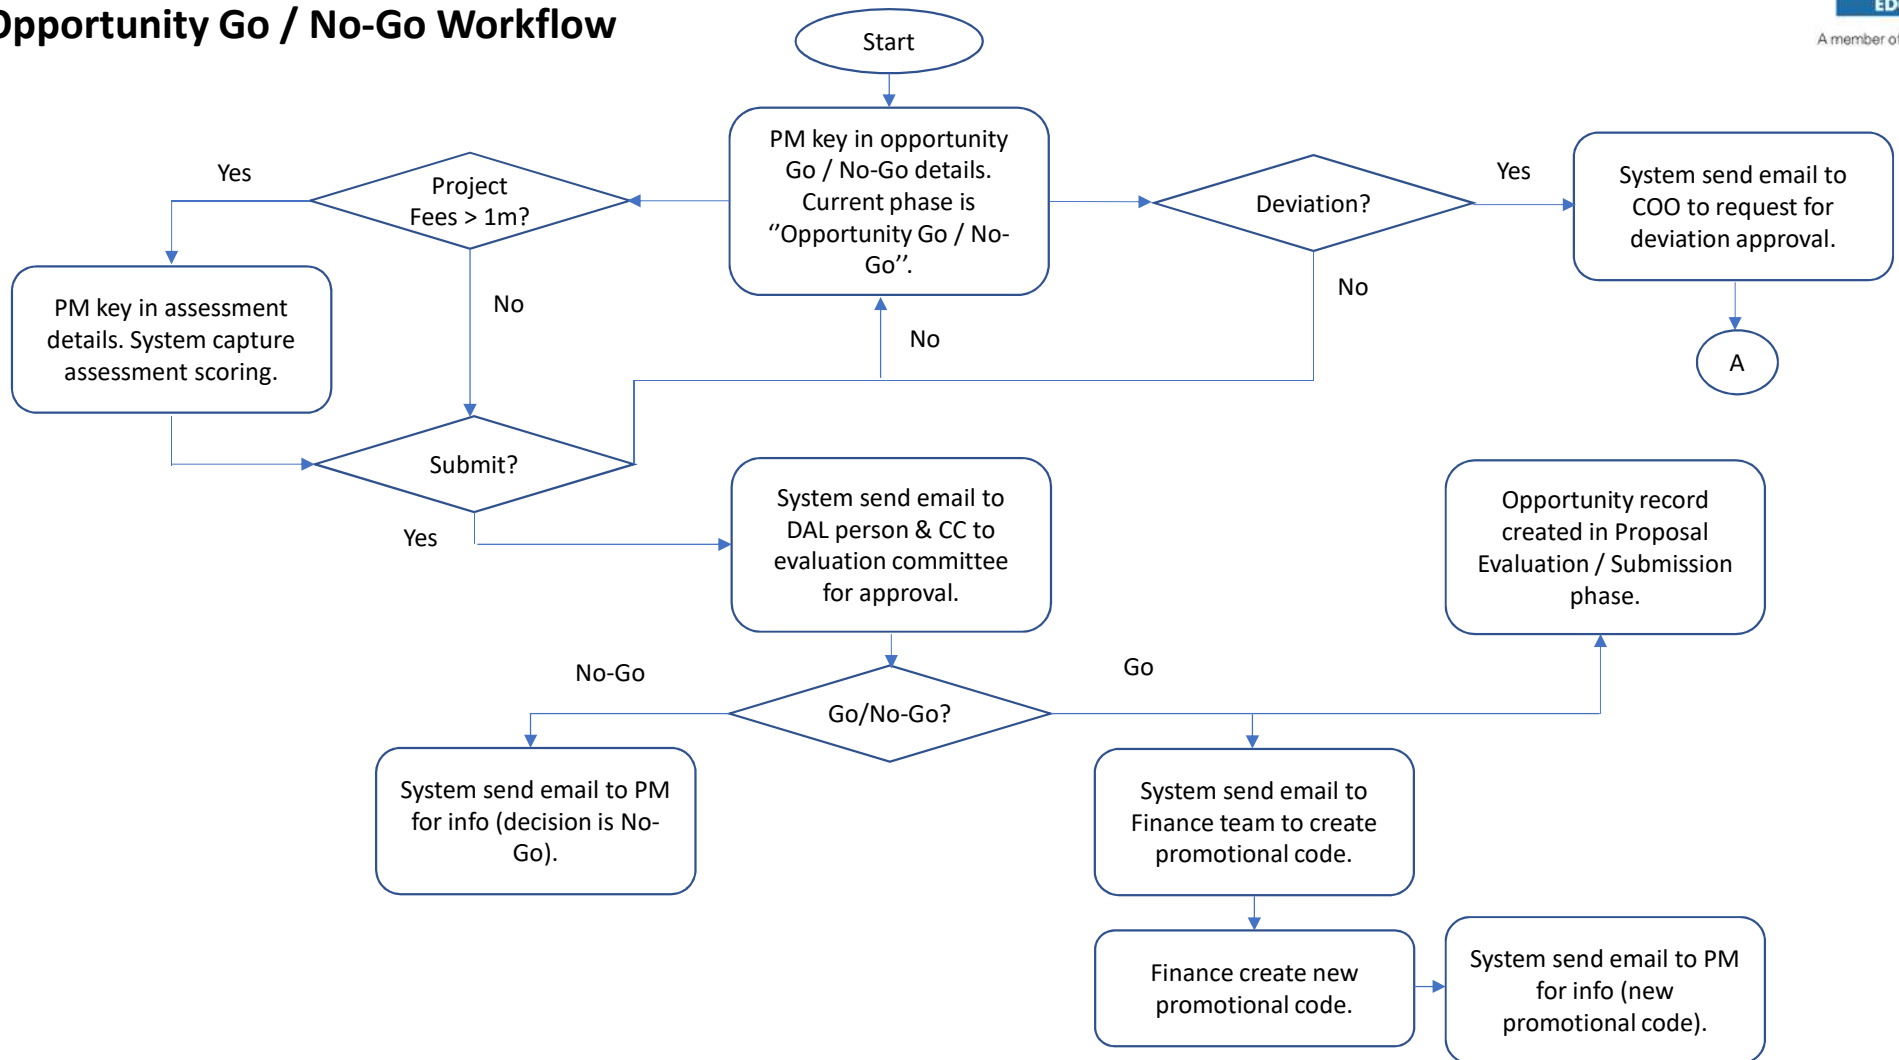 Opportunity Go / No-Go Workflow
A member of
Start
PM key in opportunity
Go / No-Go details.
Current phase is
‘’Opportunity Go / No-
Go’’.
Project
Fees > 1m?
Yes
No
Deviation?
Yes
No
System send email to
COO to request for
deviation approval.
A
PM key in assessment
details. System capture
assessment scoring.
No
Submit?
Yes
System send email to
DAL person & CC to
evaluation committee
for approval.
Opportunity record
created in Proposal
Evaluation / Submission
phase.
No-Go
Go
Go/No-Go?
System send email to PM
for info (decision is No-
Go).
System send email to
Finance team to create
promotional code.
Finance create new
promotional code.
System send email to PM
for info (new
promotional code).